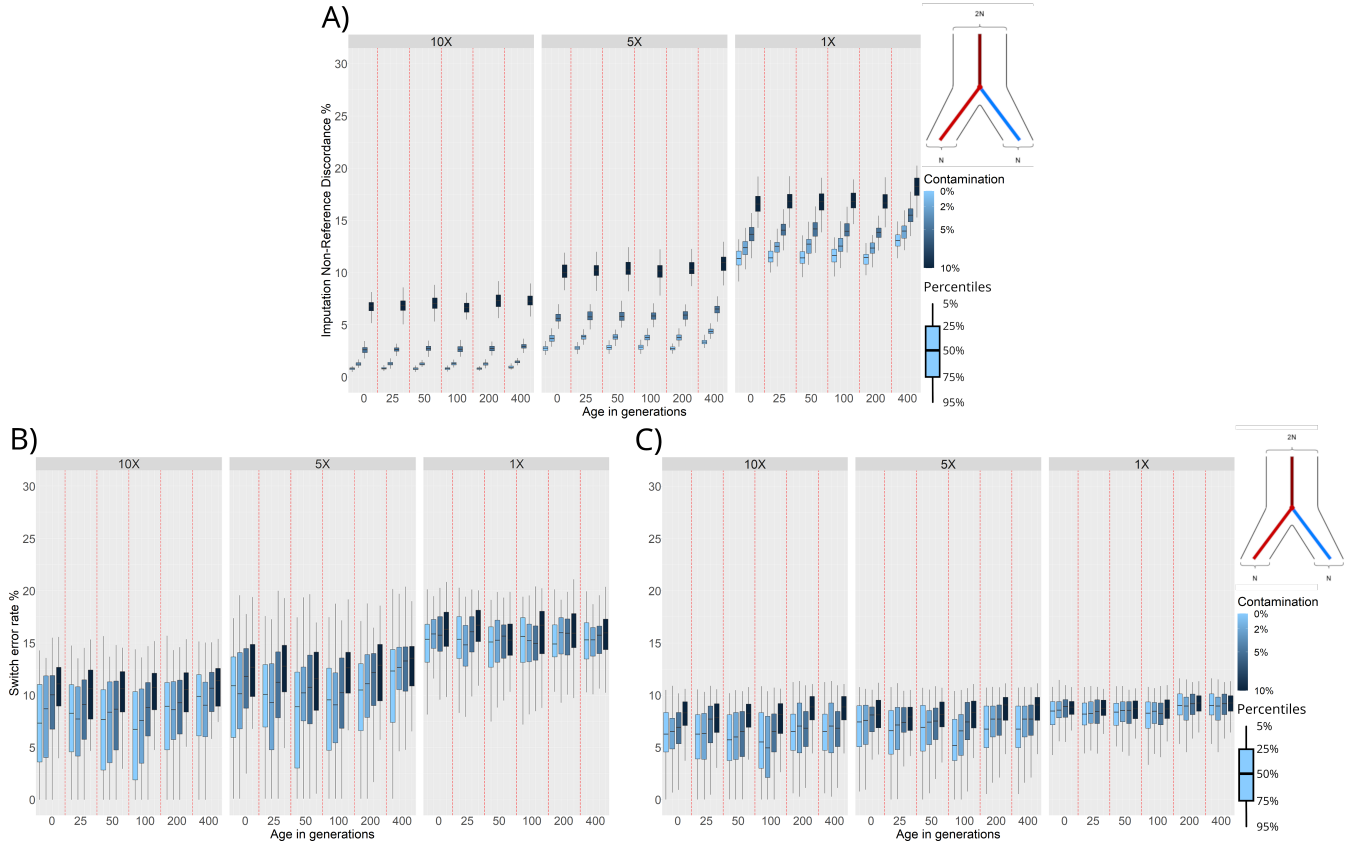 A)
10X 5X 1X
2N
N N
Imputation Non-Reference Discordance %
30
25
20
15
10
5
0
0 25 50 100 200 400 0 25 50 100 200 400 0 25 50 100 200 400
Age in generations
Contamination
0%
2%
5%
10%
Percentiles
5%
25%
50%
75%
95%
B)
10X 5X 1X
Switch error rate %
30
25
20
15
10
5
0
0 25 50 100 200 400 0 25 50 100 200 400 0 25 50 100 200 400
Age in generations
C)
10X 5X 1X
30
25
20
15
10
5
0
0 25 50 100 200 400 0 25 50 100 200 400 0 25 50 100 200 400
Age in generations
2N
N N
Contamination
0%
2%
5%
10%
Percentiles
5%
25%
50%
75%
95%